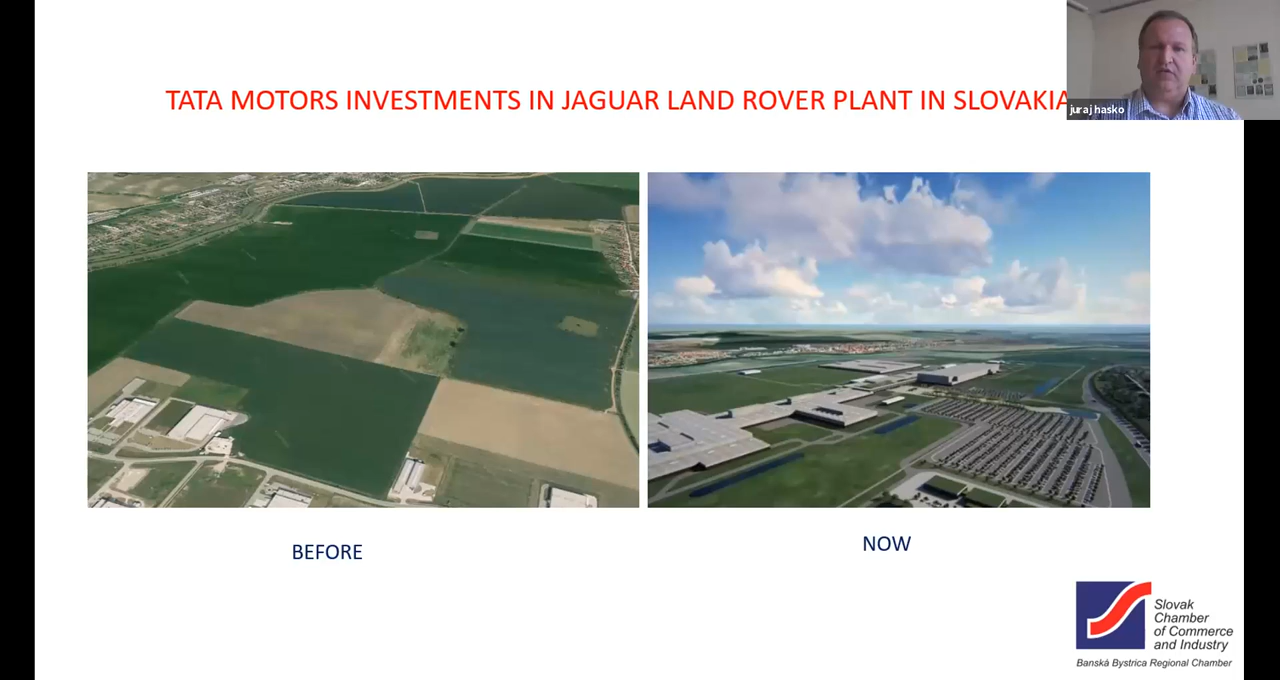 TATA MOTORS INVESTMENTS IN JAGUAR LAND ROVER PLANT IN SLOVAKIA
juraj hasko
BEFORE
NOW
Slovak
Chamber
of Commerce
and Industry
Banská Bystrica Regional Chamber